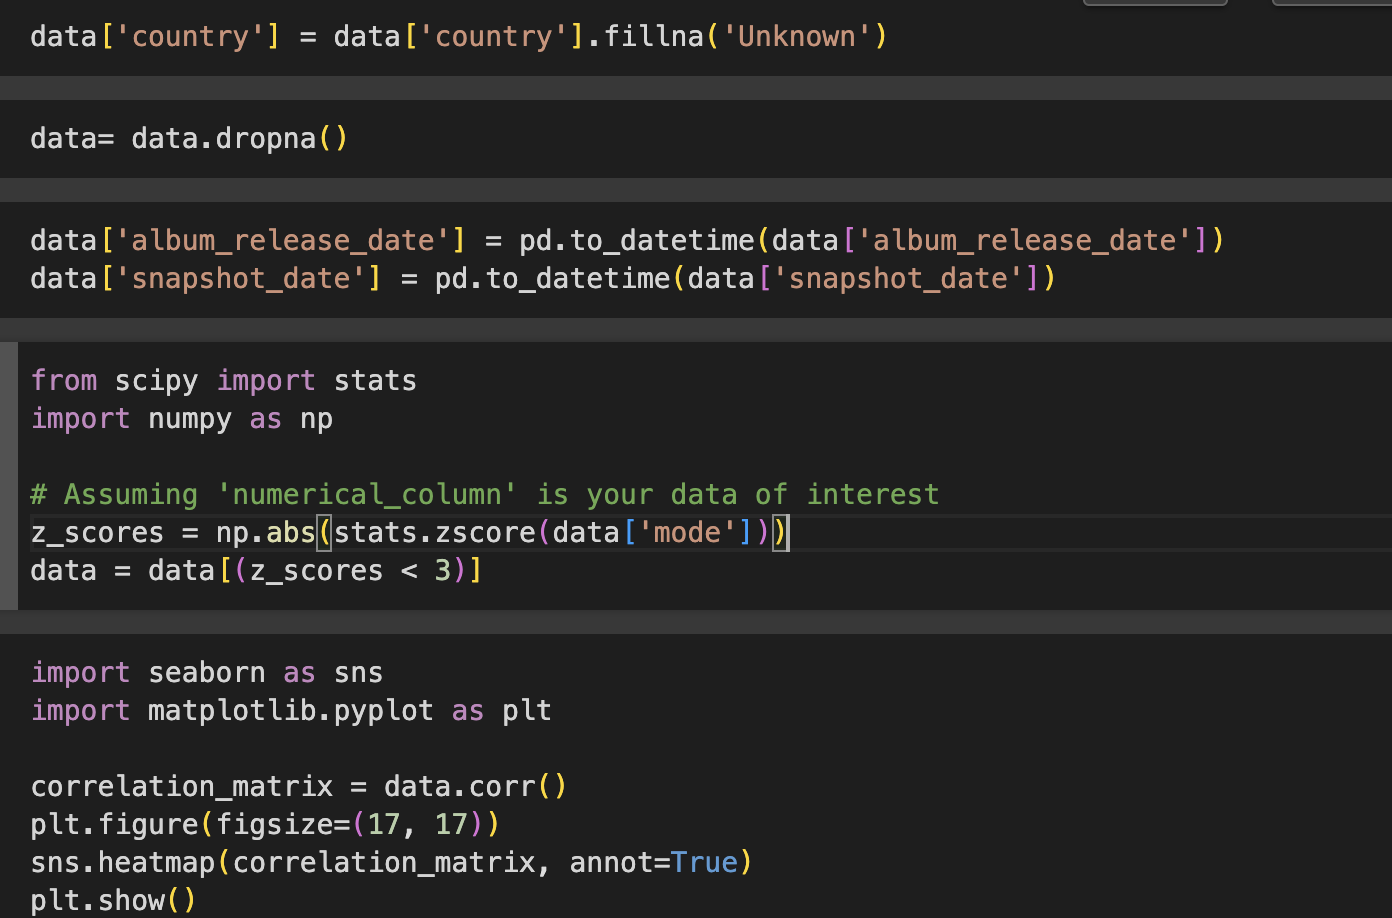 data['country'] = data['country'].fillna('Unknown')
data= data.dropna()
data['album_release_date'] = pd.to_datetime(data['album_release_date'])
data['snapshot_date'] = pd.to_datetime(data['snapshot_date'])
from scipy import stats
import numpy as np
# Assuming 'numerical_column' is your data of interest
z_scores = np.abs(stats.zscore(data['mode']))
data = data[(z_scores < 3)]
import seaborn as sns
import matplotlib.pyplot as plt
correlation_matrix = data.corr()
plt.figure(figsize=(17, 17))
sns.heatmap(correlation_matrix, annot=True)
plt.show()